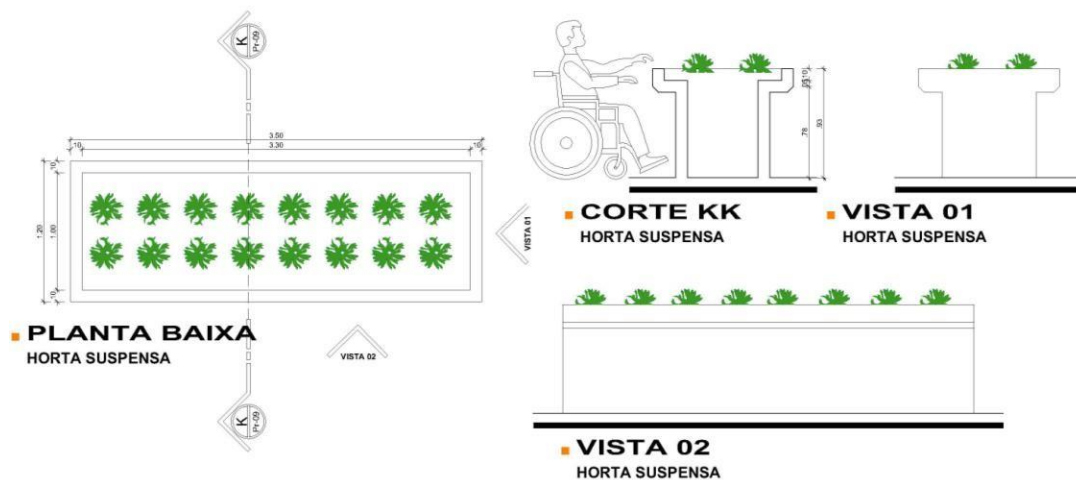 K
Pr-09
3.50
.10
3.30
.10
.10
1.20
1.00
.10
PLANTA BAIXA
HORTA SUSPENSA
VISTA 01
VISTA 02
K
Pr-09
.10
.05
.78
.93
CORTE KK
HORTA SUSPENSA
VISTA 01
HORTA SUSPENSA
VISTA 02
HORTA SUSPENSA